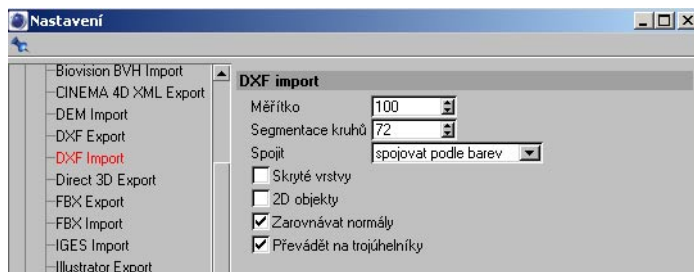 Nastavení
Biovision BVH Import
CINEMA 4D XML Export
DEM Import
DXF Export
DXF Import
Direct 3D Export
FBX Export
FBX Import
IGES Import
Illustrator Export
DXF import
Měřítko 100
Segmentace kruhů 72
Spojit spojovat podle barev
Skryté vrstvy
2D objekty
Zarovnávat normály
Převádět na trojúhelníky